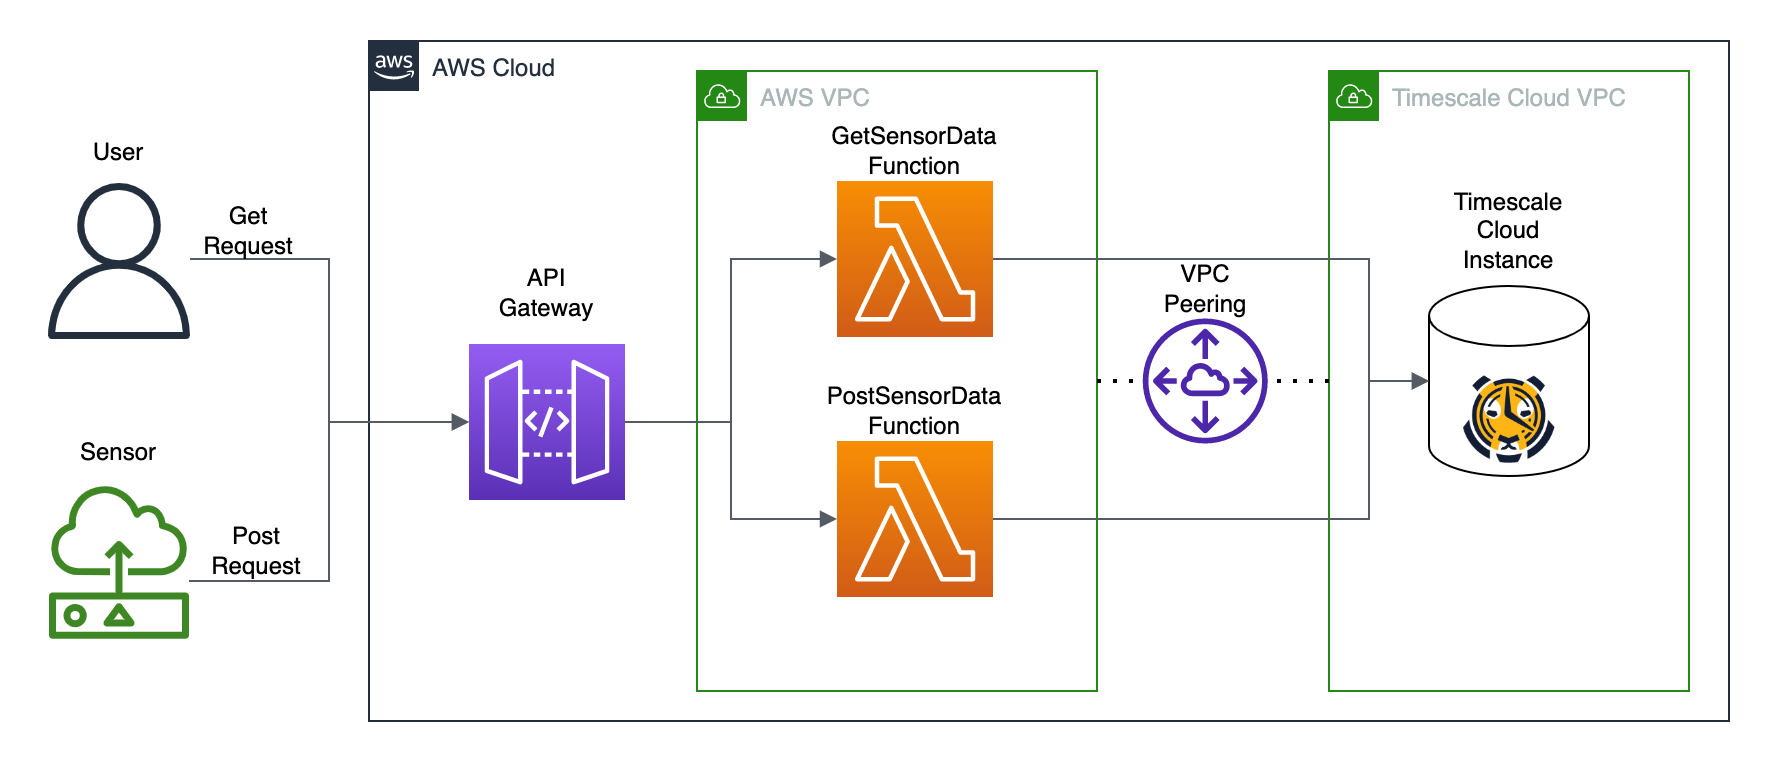 aws
AWS Cloud
AWS VPC
Timescale Cloud VPC
GetSensorData
Function
User
Get
Request
Timescale
Cloud
Instance
API
Gateway
VPC
Peering
</>
PostSensorData
Function
Sensor
Post
Request